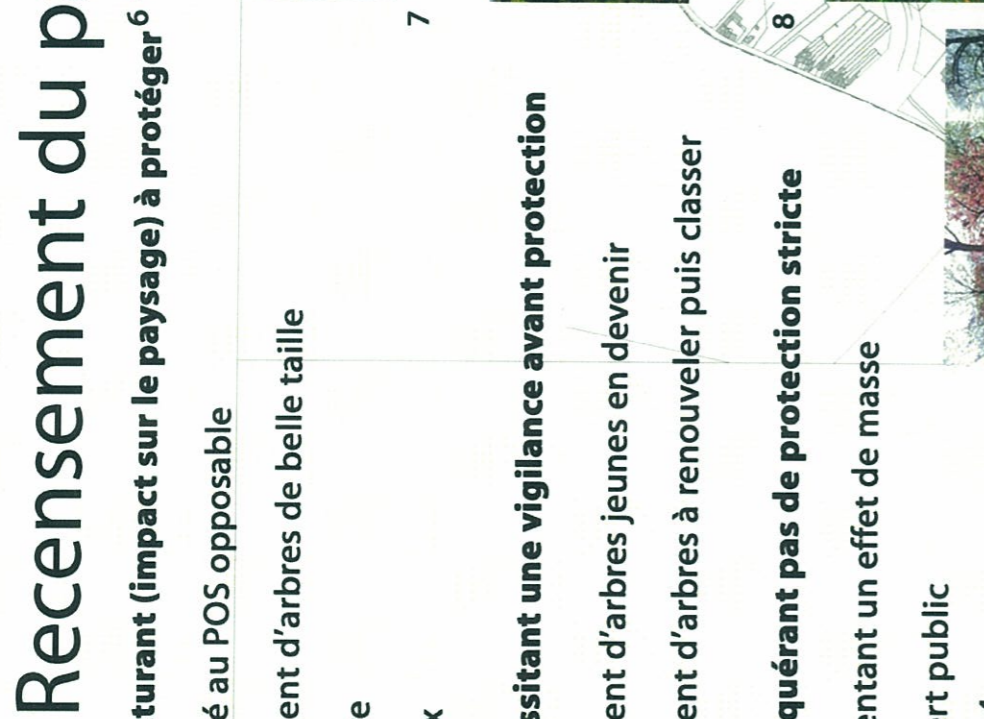 Recensement du p
turant (impact sur le paysage) à protéger 6
é au POS opposable
ent d'arbres de belle taille
e
x
7
ssitant une vigilance avant protection
ent d'arbres jeunes en devenir
ent d'arbres à renouveler puis classer
quérant pas de protection stricte
8
entant un effet de masse
rt public